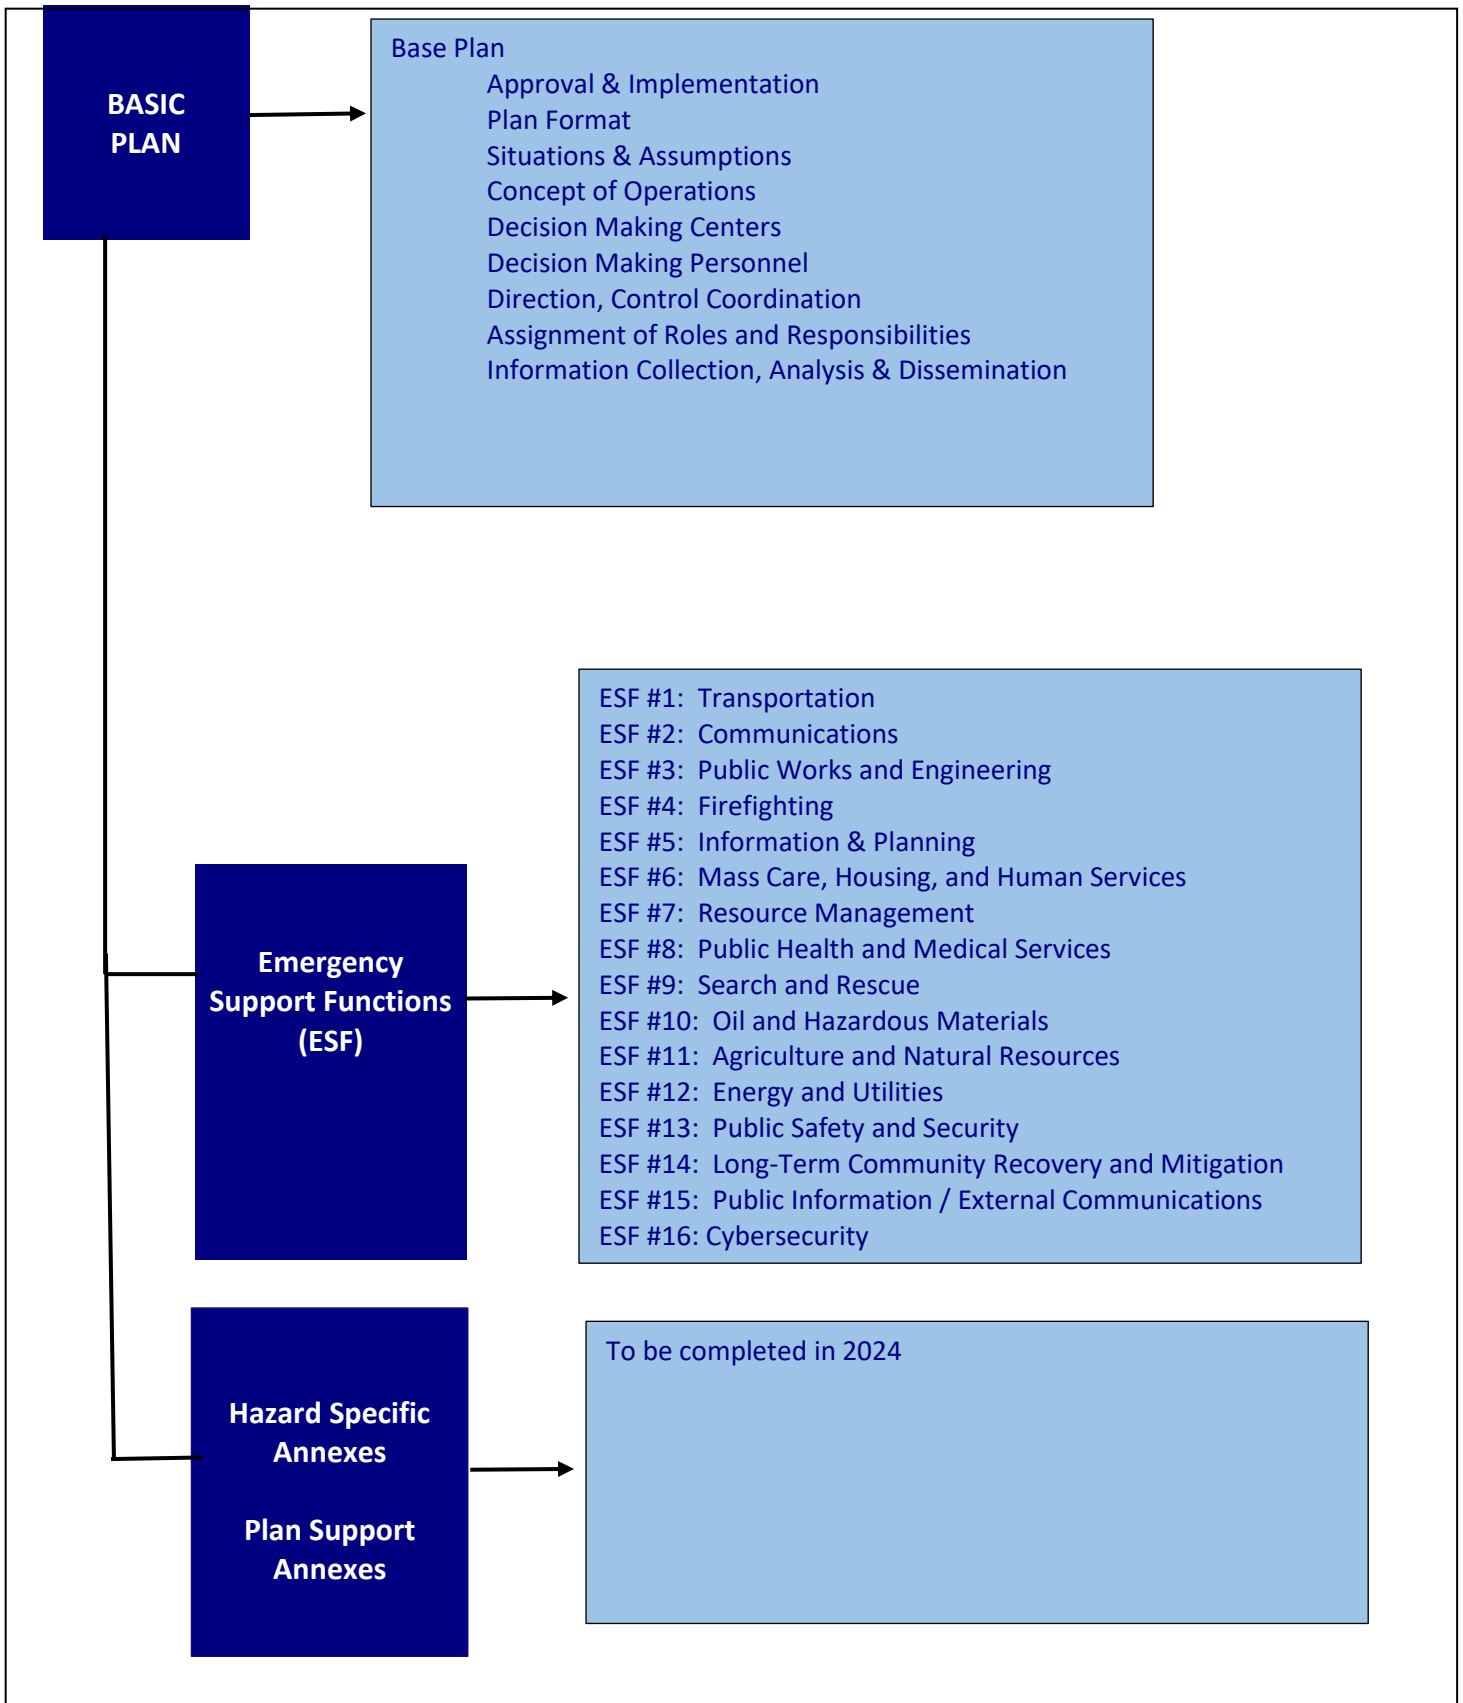 BASIC
PLAN
Base Plan
Approval & Implementation
Plan Format
Situations & Assumptions
Concept of Operations
Decision Making Centers
Decision Making Personnel
Direction, Control Coordination
Assignment of Roles and Responsibilities
Information Collection, Analysis & Dissemination
Emergency
Support Functions
(ESF)
ESF #1:  Transportation
ESF #2:  Communications
ESF #3:  Public Works and Engineering
ESF #4:  Firefighting
ESF #5:  Information & Planning
ESF #6:  Mass Care, Housing, and Human Services
ESF #7:  Resource Management
ESF #8:  Public Health and Medical Services
ESF #9:  Search and Rescue
ESF #10:  Oil and Hazardous Materials
ESF #11:  Agriculture and Natural Resources
ESF #12:  Energy and Utilities
ESF #13:  Public Safety and Security
ESF #14:  Long-Term Community Recovery and Mitigation
ESF #15:  Public Information / External Communications
ESF #16: Cybersecurity
Hazard Specific
Annexes
Plan Support
Annexes
To be completed in 2024